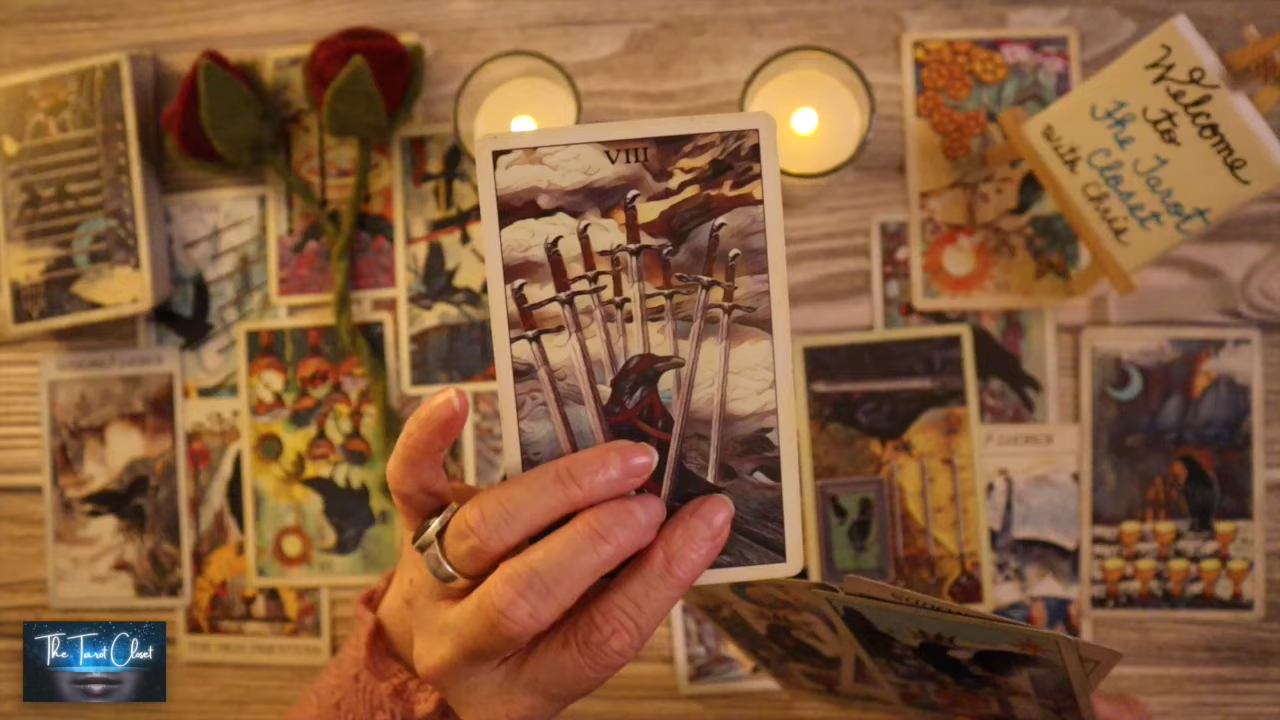 VIII
Welcome
To
The Tarot
Closet
with Chris
The Tarot Closet